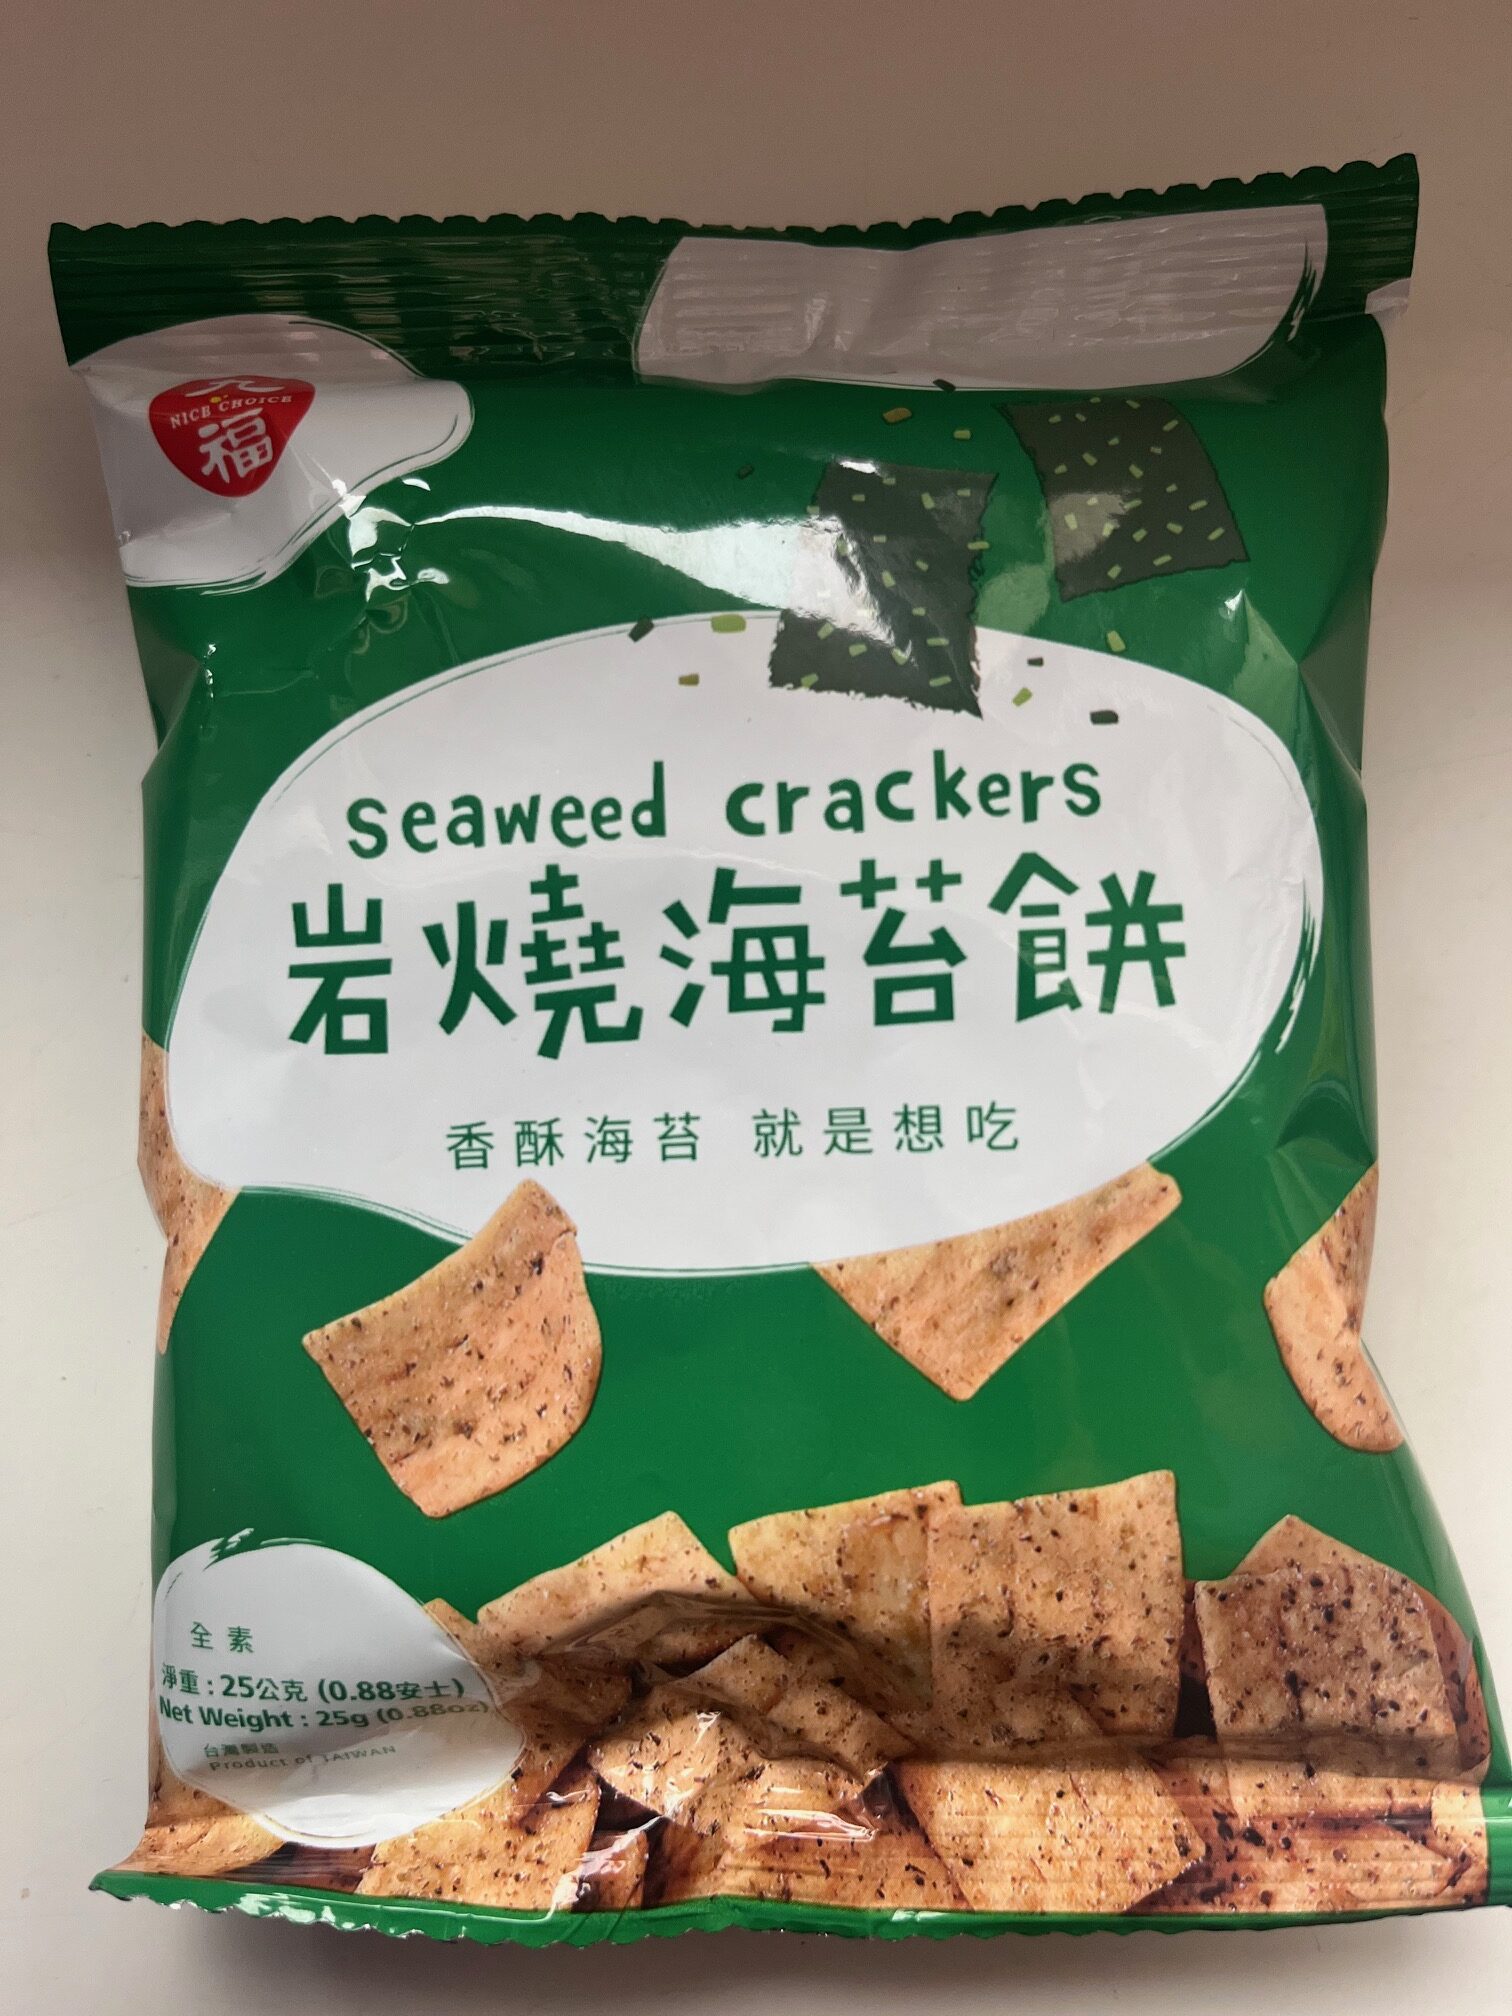 九
NICE CHOICE
福
seaweed crackers
岩燒海苔餅
香酥海苔 就是想吃
全素
淨重：25公克 (0.88安士)
Net Weight : 25g (0.88oz)
台灣製造
Product of TAIWAN